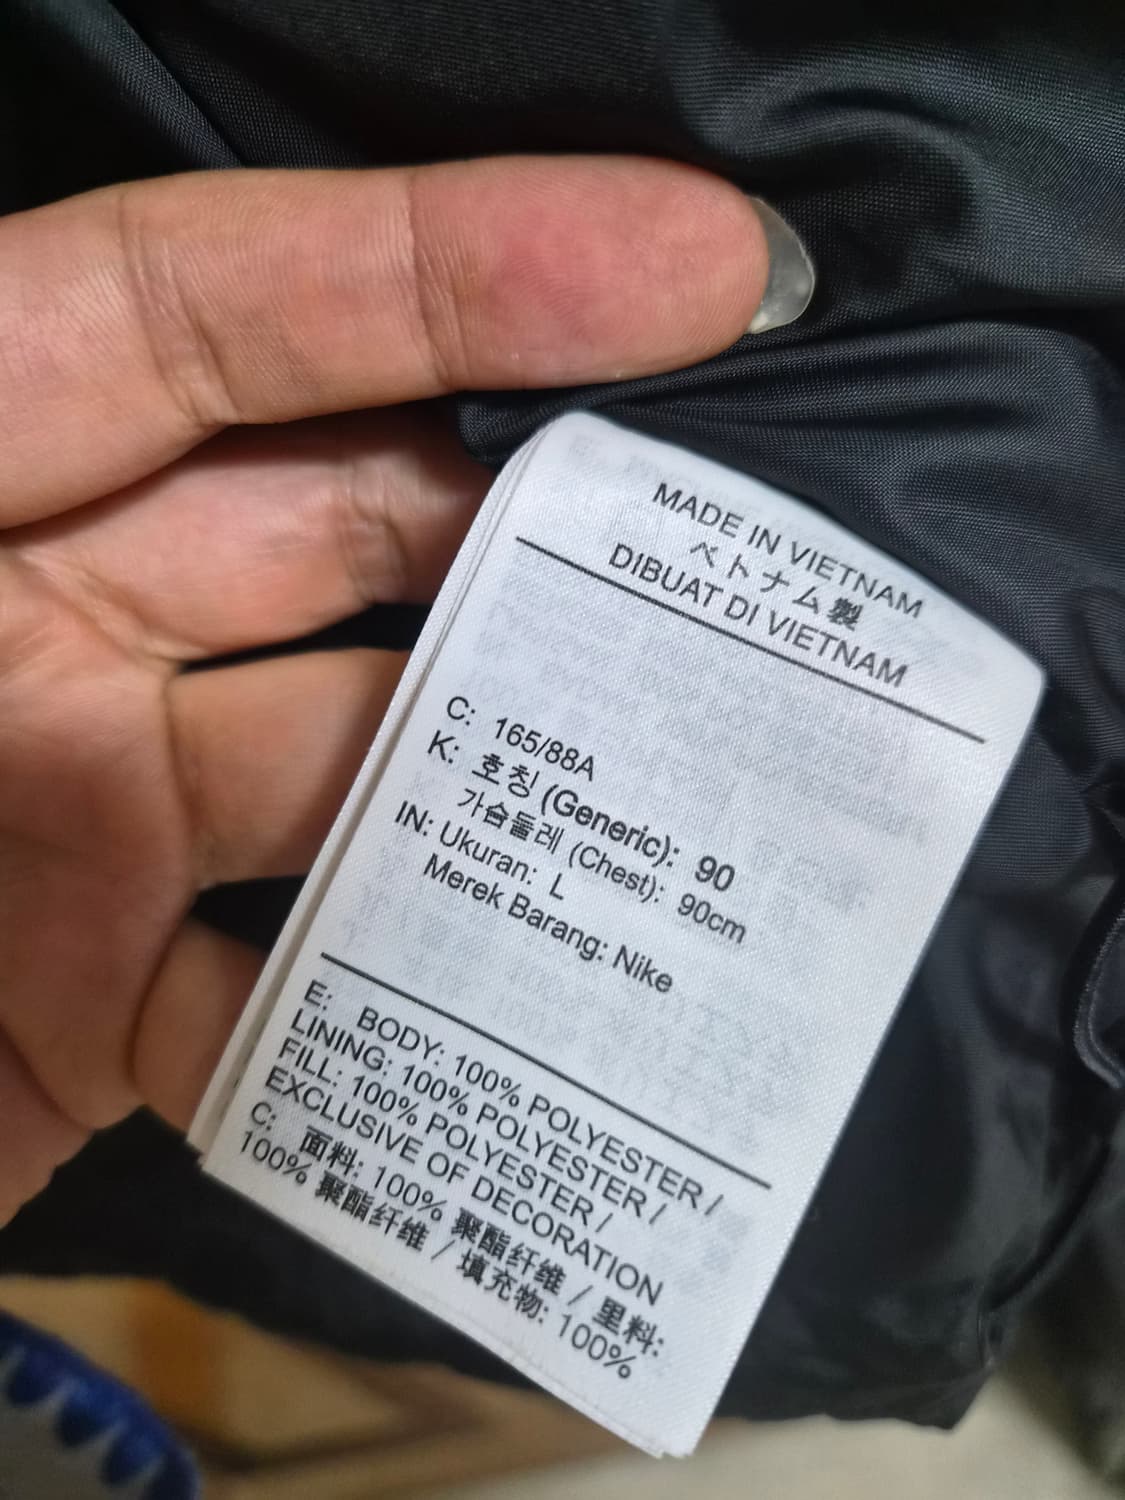 MADE IN VIETNAM
ベトナム製
DIBUAT DI VIETNAM
C: 165/88A
K: 호칭 (Generic): 90
가슴둘레 (Chest): 90cm
IN: Ukuran: L
Merek Barang: Nike
E: BODY: 100% POLYESTER /
LINING: 100% POLYESTER /
FILL: 100% POLYESTER /
EXCLUSIVE OF DECORATION
C: 面料: 100% 聚酯纤维 / 里料:
100% 聚酯纤维 / 填充物: 100%